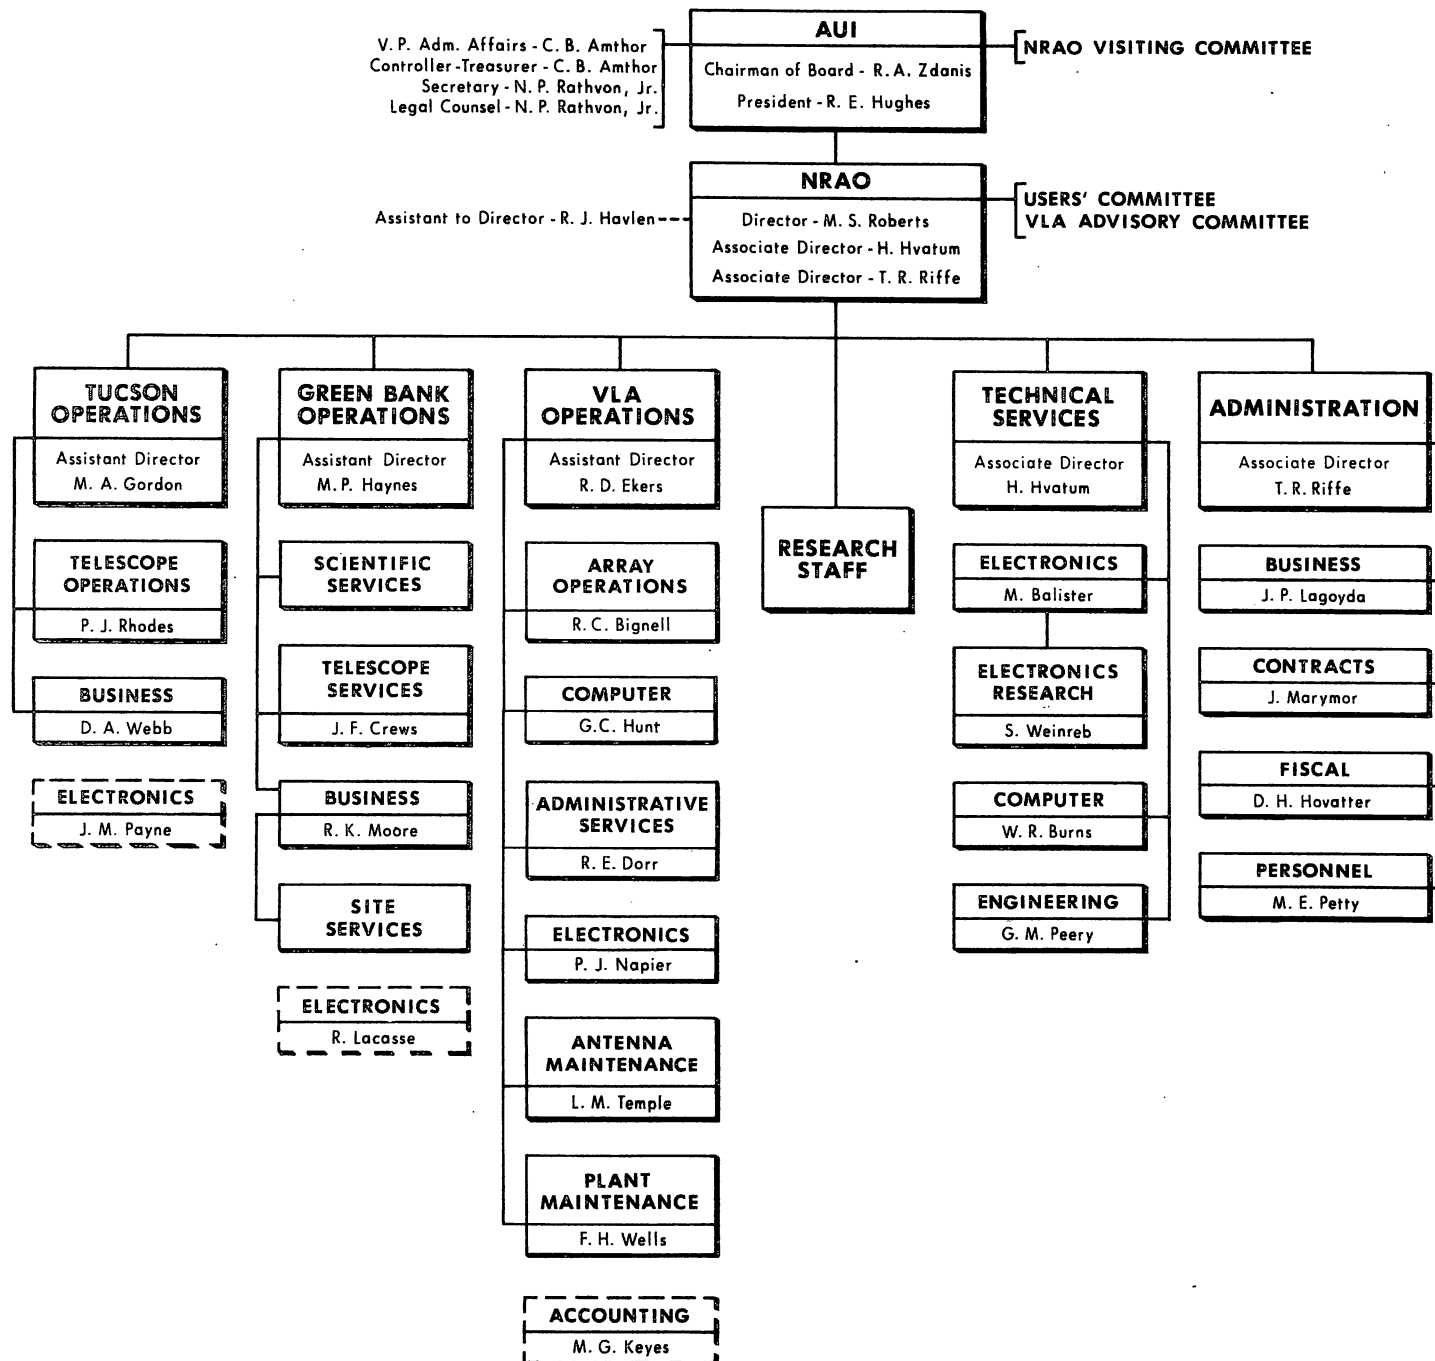 AUI
Chairman of Board - R. A. Zdanis
President - R. E. Hughes
V. P. Adm. Affairs - C. B. Amthor
Controller-Treasurer - C. B. Amthor
Secretary - N. P. Rathvon, Jr.
Legal Counsel - N. P. Rathvon, Jr.
NRAO VISITING COMMITTEE
NRAO
Director - M. S. Roberts
Associate Director - H. Hvatum
Associate Director - T. R. Riffe
Assistant to Director - R. J. Havlen
USERS' COMMITTEE
VLA ADVISORY COMMITTEE
TUCSON
OPERATIONS
Assistant Director
M. A. Gordon
TELESCOPE
OPERATIONS
P. J. Rhodes
BUSINESS
D. A. Webb
ELECTRONICS
J. M. Payne
GREEN BANK
OPERATIONS
Assistant Director
M. P. Haynes
SCIENTIFIC
SERVICES
TELESCOPE
SERVICES
J. F. Crews
BUSINESS
R. K. Moore
SITE
SERVICES
ELECTRONICS
R. Lacasse
VLA
OPERATIONS
Assistant Director
R. D. Ekers
ARRAY
OPERATIONS
R. C. Bignell
COMPUTER
G. C. Hunt
ADMINISTRATIVE
SERVICES
R. E. Dorr
ELECTRONICS
P. J. Napier
ANTENNA
MAINTENANCE
L. M. Temple
PLANT
MAINTENANCE
F. H. Wells
ACCOUNTING
M. G. Keyes
RESEARCH
STAFF
TECHNICAL
SERVICES
Associate Director
H. Hvatum
ELECTRONICS
M. Balister
ELECTRONICS
RESEARCH
S. Weinreb
COMPUTER
W. R. Burns
ENGINEERING
G. M. Peery
ADMINISTRATION
Associate Director
T. R. Riffe
BUSINESS
J. P. Lagoyda
CONTRACTS
J. Marymor
FISCAL
D. H. Hovatter
PERSONNEL
M. E. Petty